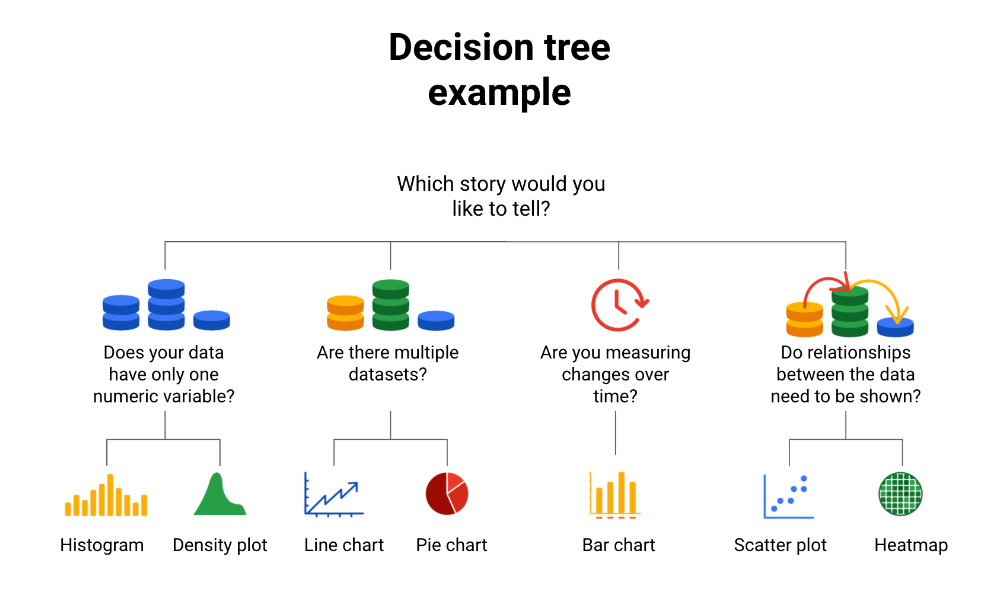 Decision tree
example
Which story would you
like to tell?
Does your data
have only one
numeric variable?
Are there multiple
datasets?
Are you measuring
changes over
time?
Do relationships
between the data
need to be shown?
Histogram
Density plot
Line chart
Pie chart
Bar chart
Scatter plot
Heatmap